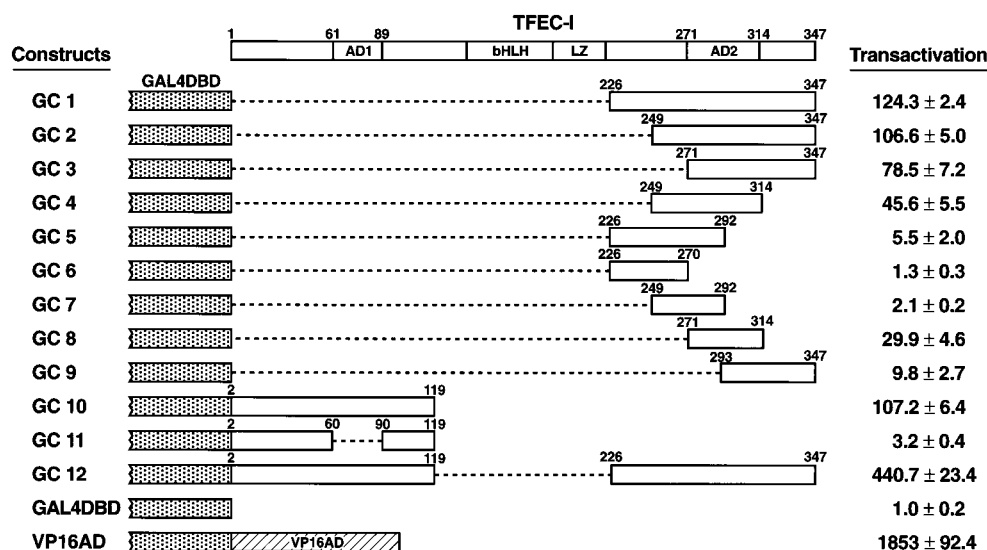 TFEC-I
1 61 89 271 314 347
Constructs AD1 bHLH LZ AD2 Transactivation
GAL4DBD
226 347
GC 1 124.3 ± 2.4
249 347
GC 2 106.6 ± 5.0
271 347
GC 3 78.5 ± 7.2
249 314
GC 4 45.6 ± 5.5
226 292
GC 5 5.5 ± 2.0
226 270
GC 6 1.3 ± 0.3
249 292
GC 7 2.1 ± 0.2
271 314
GC 8 29.9 ± 4.6
293 347
GC 9 9.8 ± 2.7
2 119
GC 10 107.2 ± 6.4
2 60 90 119
GC 11 3.2 ± 0.4
2 119 226 347
GC 12 440.7 ± 23.4
GAL4DBD 1.0 ± 0.2
VP16AD VP16AD 1853 ± 92.4